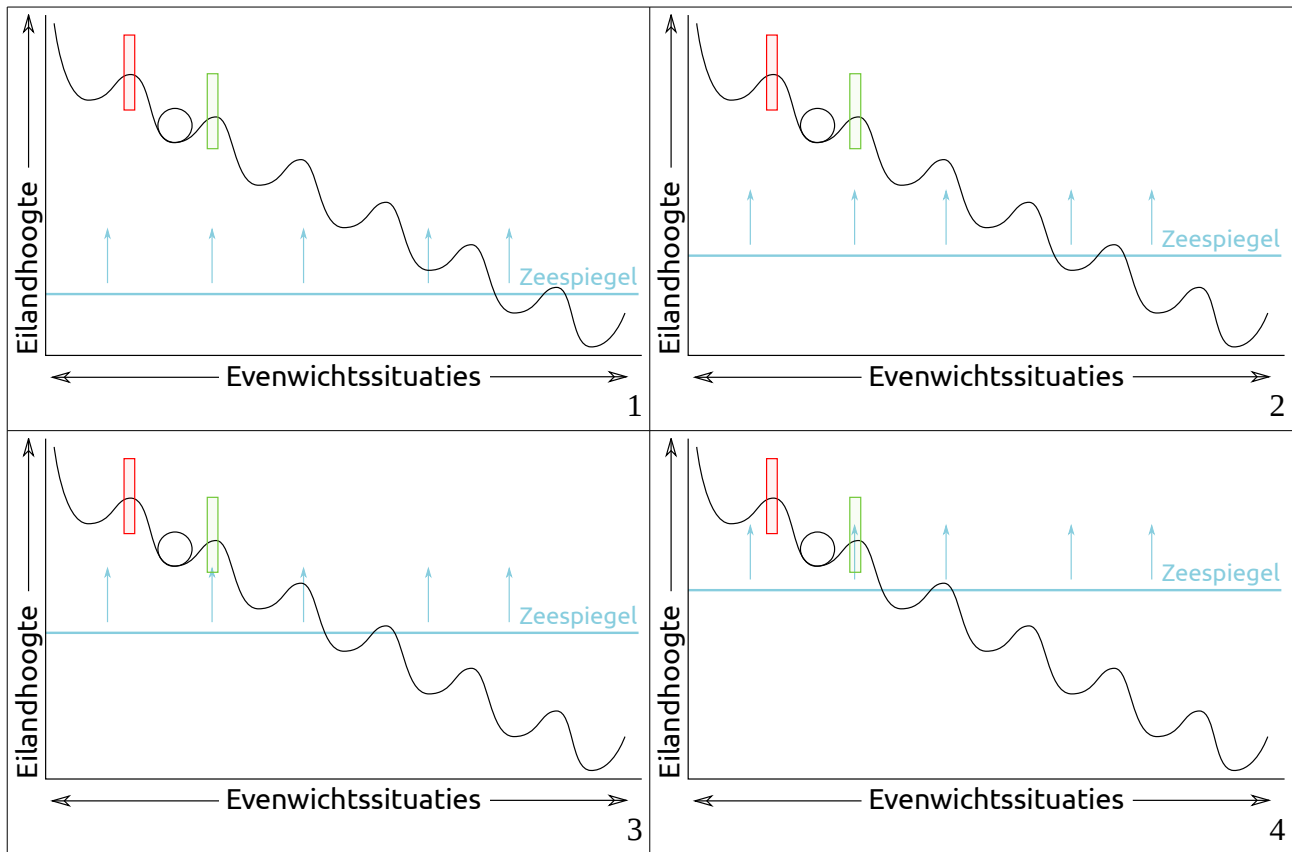 Eilandhoogte
Zeespiegel
Evenwichtssituaties
1
Eilandhoogte
Zeespiegel
Evenwichtssituaties
2
Eilandhoogte
Zeespiegel
Evenwichtssituaties
3
Eilandhoogte
Zeespiegel
Evenwichtssituaties
4